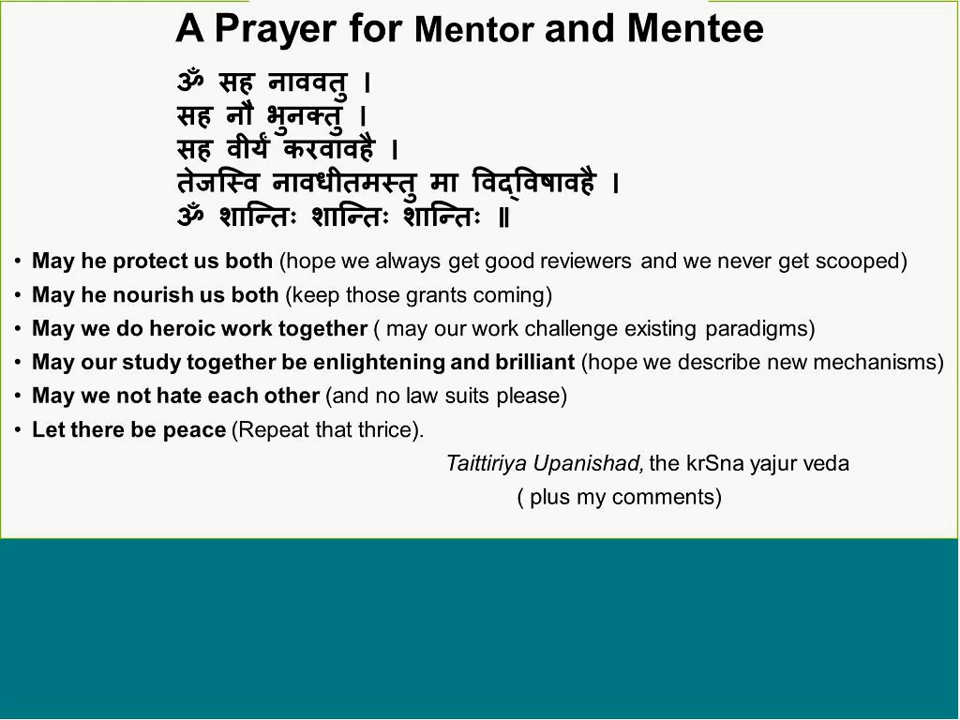 A Prayer for Mentor and Mentee
ॐ सह नाववतु ।
सह नौ भुनक्तु ।
सह वीर्यं करवावहै ।
तेजस्वि नावधीतमस्तु मा विद्‌विषावहै ।
ॐ शान्तिः शान्तिः शान्तिः ॥
• May he protect us both (hope we always get good reviewers and we never get scooped)
• May he nourish us both (keep those grants coming)
• May we do heroic work together ( may our work challenge existing paradigms)
• May our study together be enlightening and brilliant (hope we describe new mechanisms)
• May we not hate each other (and no law suits please)
• Let there be peace (Repeat that thrice).
Taittiriya Upanishad, the krSna yajur veda
( plus my comments)